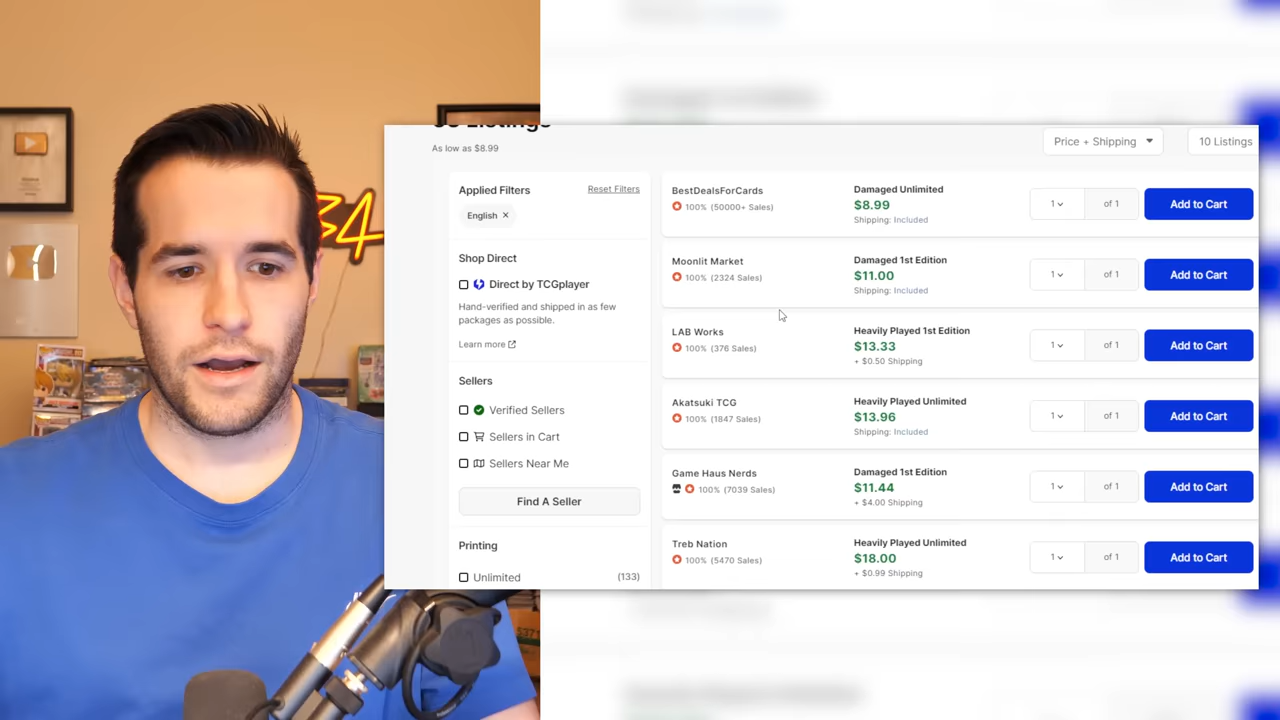 34
Listings
As low as $8.99
Price + Shipping
10 Listings
Applied Filters
Reset Filters
English ×
Shop Direct
Direct by TCGplayer
Hand-verified and shipped in as few
packages as possible.
Learn more
Sellers
Verified Sellers
Sellers in Cart
Sellers Near Me
Find A Seller
Printing
Unlimited (133)
BestDealsForCards
100% (50000+ Sales)
Damaged Unlimited
$8.99
Shipping: Included
1
of 1
Add to Cart
Moonlit Market
100% (2324 Sales)
Damaged 1st Edition
$11.00
Shipping: Included
1
of 1
Add to Cart
LAB Works
100% (376 Sales)
Heavily Played 1st Edition
$13.33
+ $0.50 Shipping
1
of 1
Add to Cart
Akatsuki TCG
100% (1847 Sales)
Heavily Played Unlimited
$13.96
Shipping: Included
1
of 1
Add to Cart
Game Haus Nerds
100% (7039 Sales)
Damaged 1st Edition
$11.44
+ $4.00 Shipping
1
of 1
Add to Cart
Treb Nation
100% (5470 Sales)
Heavily Played Unlimited
$18.00
+ $0.99 Shipping
1
of 1
Add to Cart